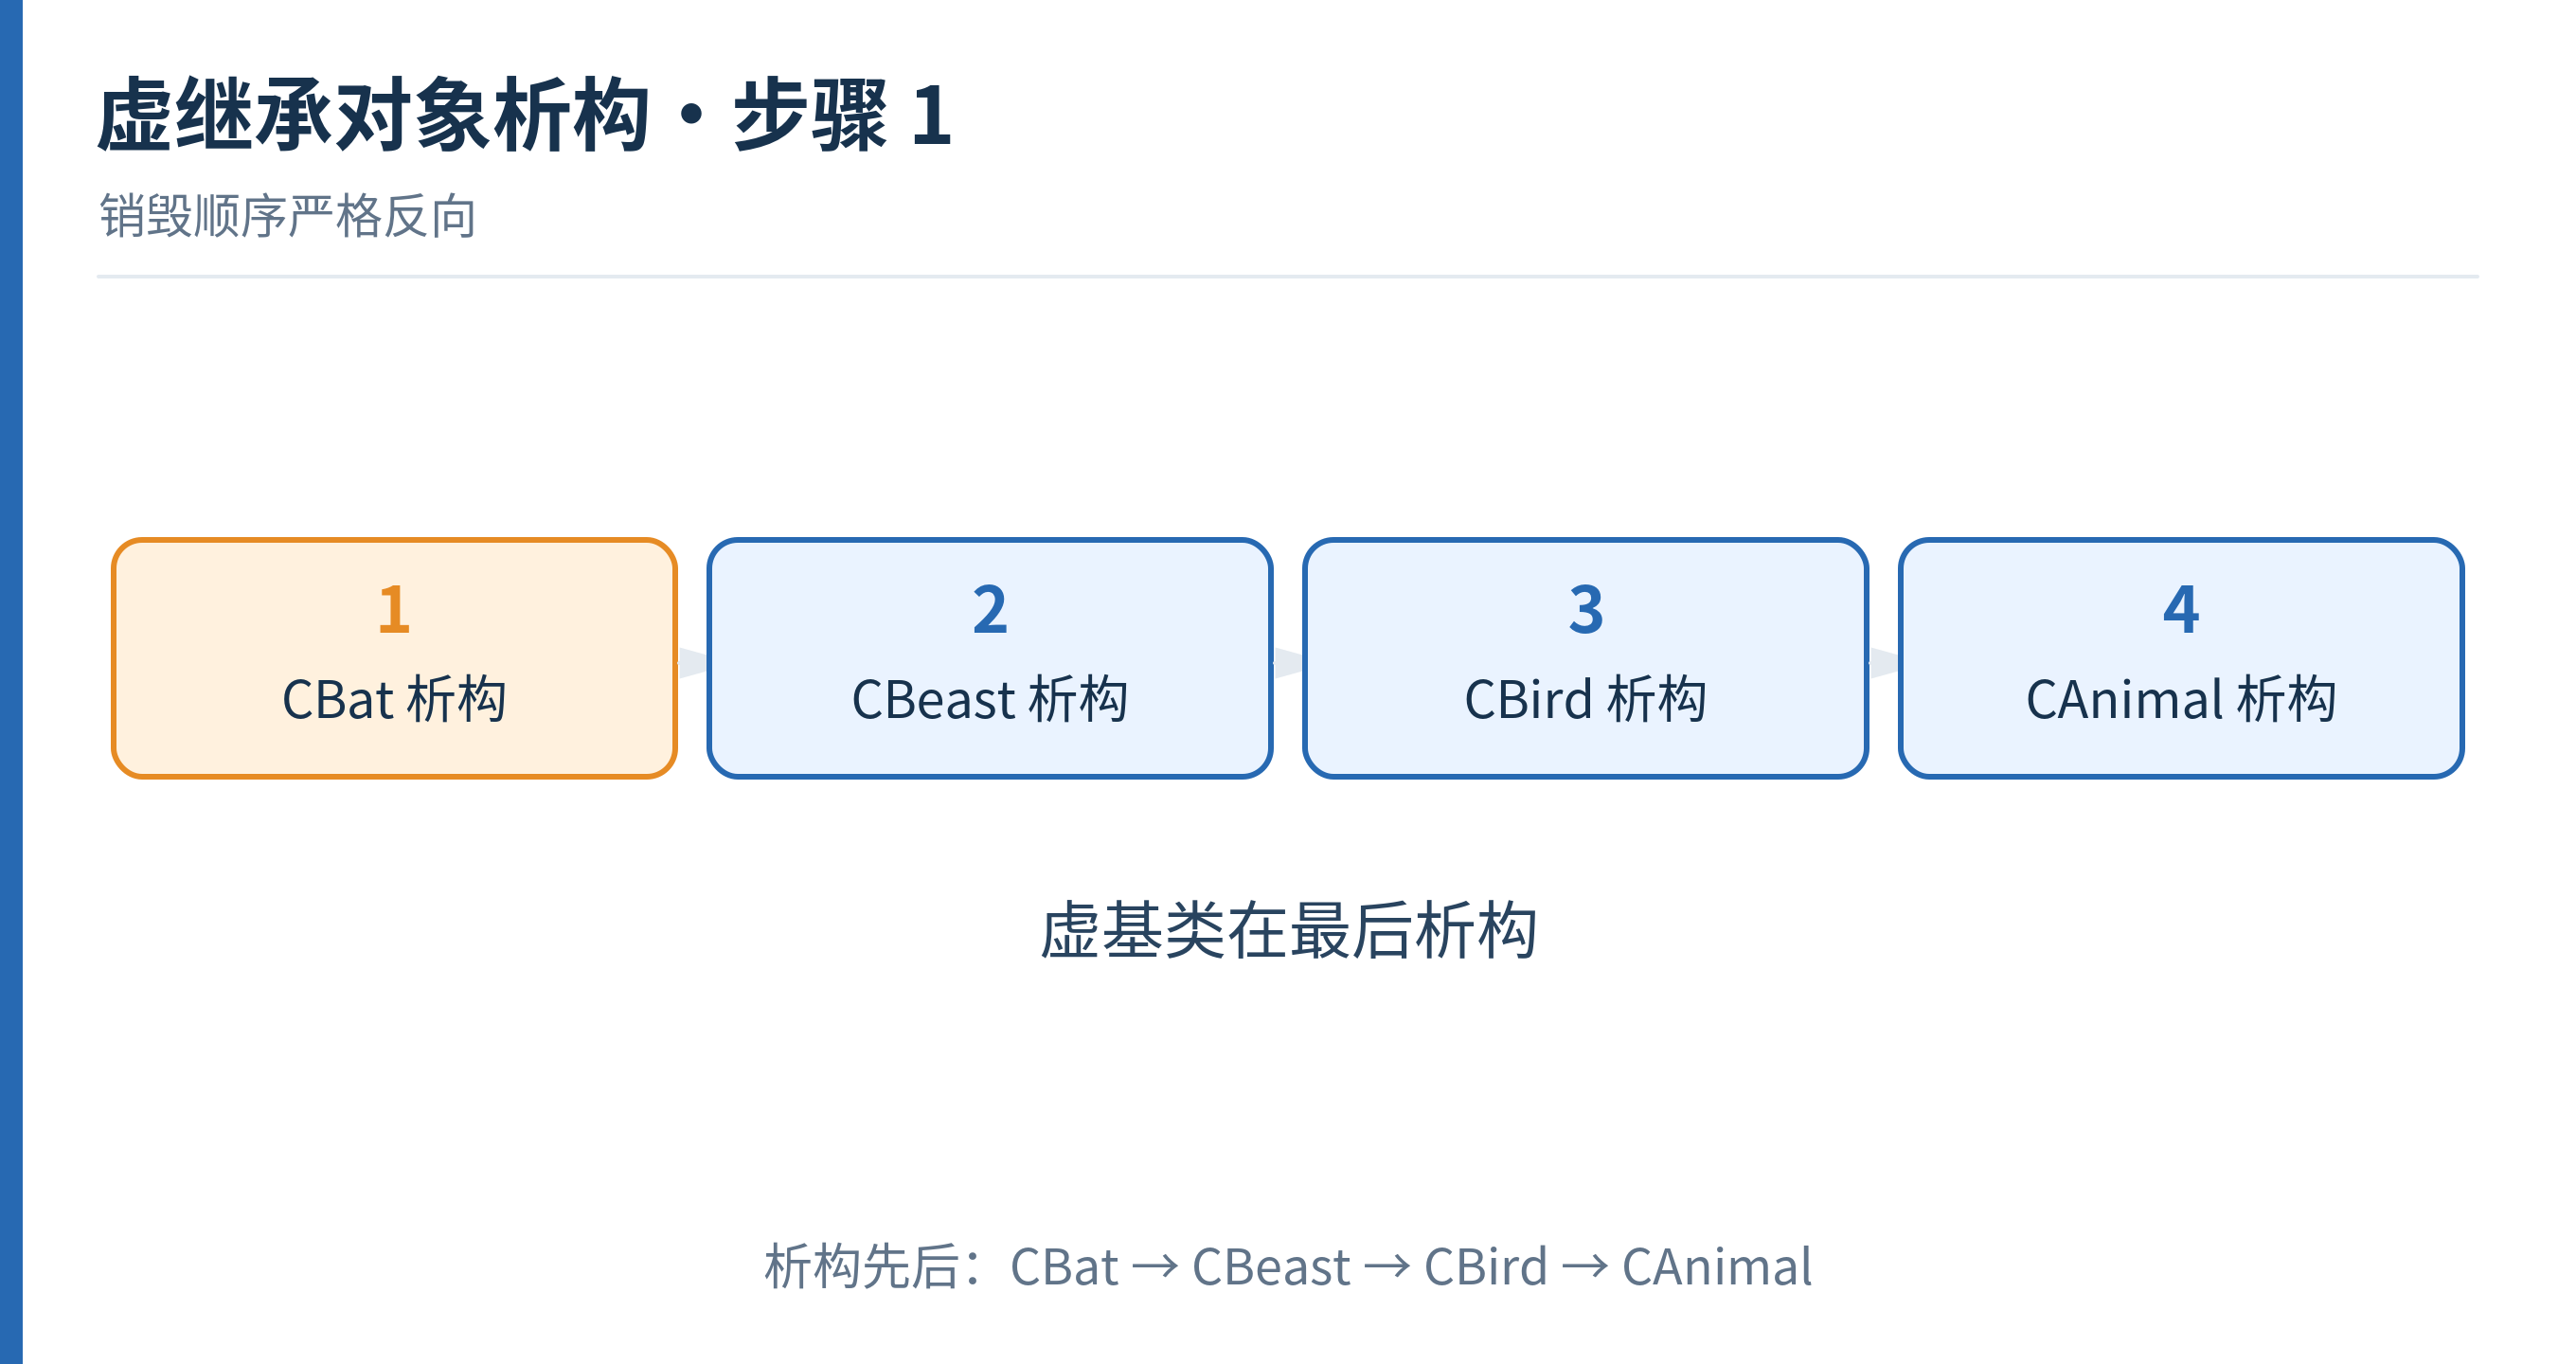 虚继承对象析构·步骤 1
销毁顺序严格反向
1
CBat 析构
2
CBeast 析构
3
CBird 析构
4
CAnimal 析构
虚基类在最后析构
析构先后：CBat → CBeast → CBird → CAnimal